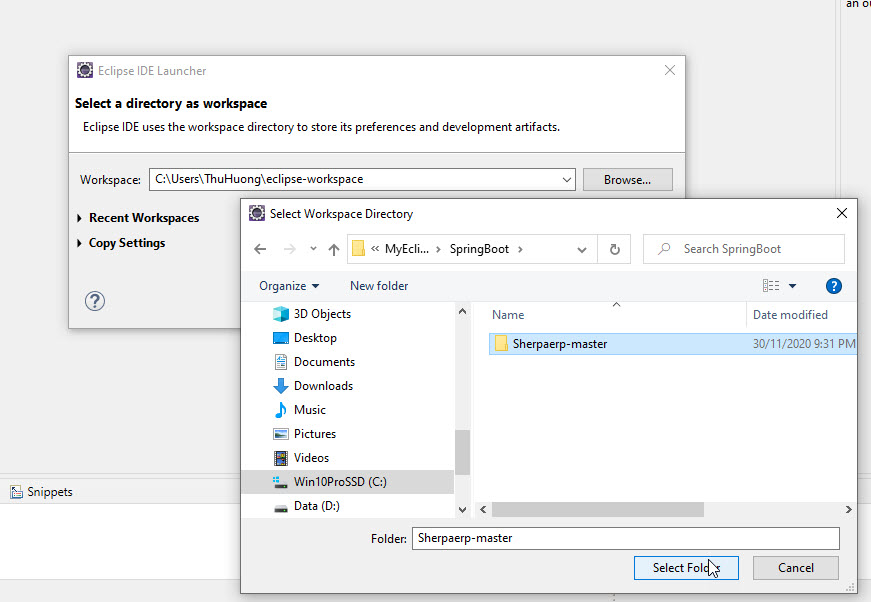 an ou
Eclipse IDE Launcher
Select a directory as workspace
Eclipse IDE uses the workspace directory to store its preferences and development artifacts.
Workspace: C:\Users\ThuHuong\eclipse-workspace Browse...
Recent Workspaces
Copy Settings
?
Select Workspace Directory
« MyEcli... › SpringBoot › Search SpringBoot
Organize New folder ?
3D Objects
Desktop
Documents
Downloads
Music
Pictures
Videos
Win10ProSSD (C:)
Data (D:)
Name Date modified
Sherpaerp-master 30/11/2020 9:31 PM
Folder: Sherpaerp-master
Select Folder Cancel
Snippets